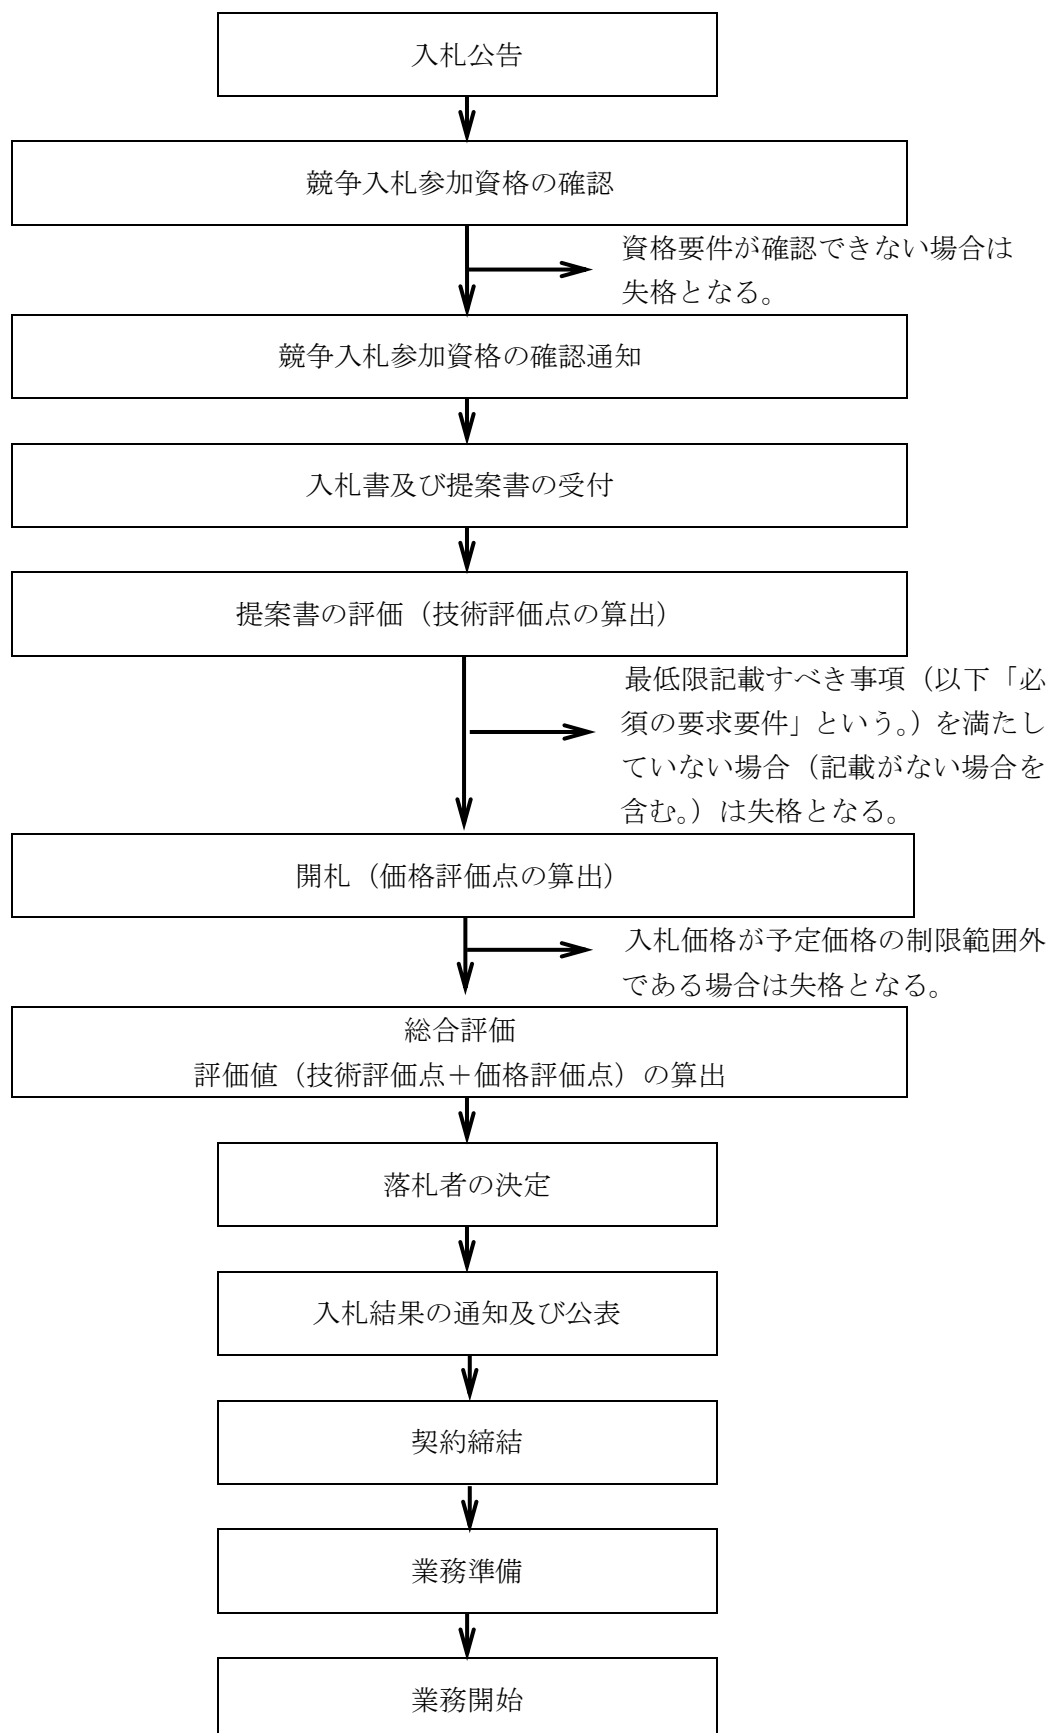 入札公告
競争入札参加資格の確認
資格要件が確認できない場合は
失格となる。
競争入札参加資格の確認通知
入札書及び提案書の受付
提案書の評価（技術評価点の算出）
最低限記載すべき事項（以下「必
須の要求要件」という。）を満たし
ていない場合（記載がない場合を
含む。）は失格となる。
開札（価格評価点の算出）
入札価格が予定価格の制限範囲外
である場合は失格となる。
総合評価
評価値（技術評価点＋価格評価点）の算出
落札者の決定
入札結果の通知及び公表
契約締結
業務準備
業務開始